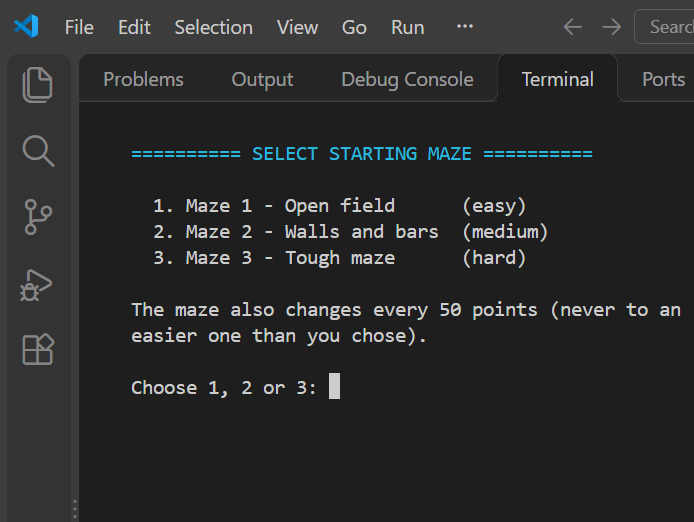 File Edit Selection View Go Run ···
Problems Output Debug Console Terminal Ports
========== SELECT STARTING MAZE ==========
1. Maze 1 - Open field (easy)
2. Maze 2 - Walls and bars (medium)
3. Maze 3 - Tough maze (hard)
The maze also changes every 50 points (never to an
easier one than you chose).
Choose 1, 2 or 3: